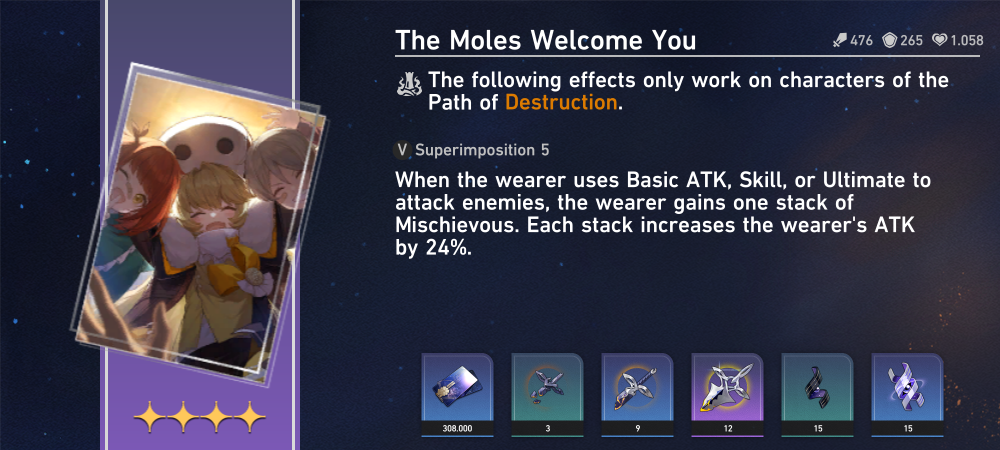 The Moles Welcome You
476 265 1.058
The following effects only work on characters of the
Path of Destruction.
V Superimposition 5
When the wearer uses Basic ATK, Skill, or Ultimate to
attack enemies, the wearer gains one stack of
Mischievous. Each stack increases the wearer's ATK
by 24%.
308.000 3 9 12 15 15